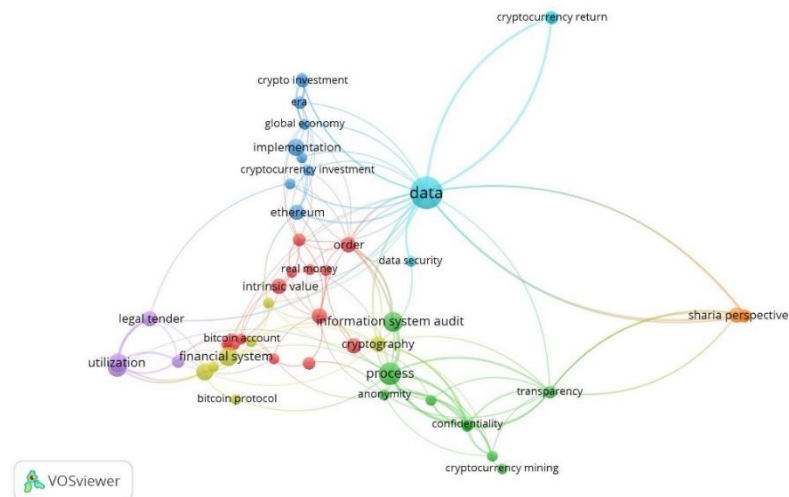 cryptocurrency return
crypto investment
era
global economy
implementation
cryptocurrency investment
data
ethereum
order
data security
real money
intrinsic value
sharia perspective
legal tender
information system audit
bitcoin account
cryptography
financial system
utilization
process
transparency
anonymity
bitcoin protocol
confidentiality
cryptocurrency mining
VOSviewer